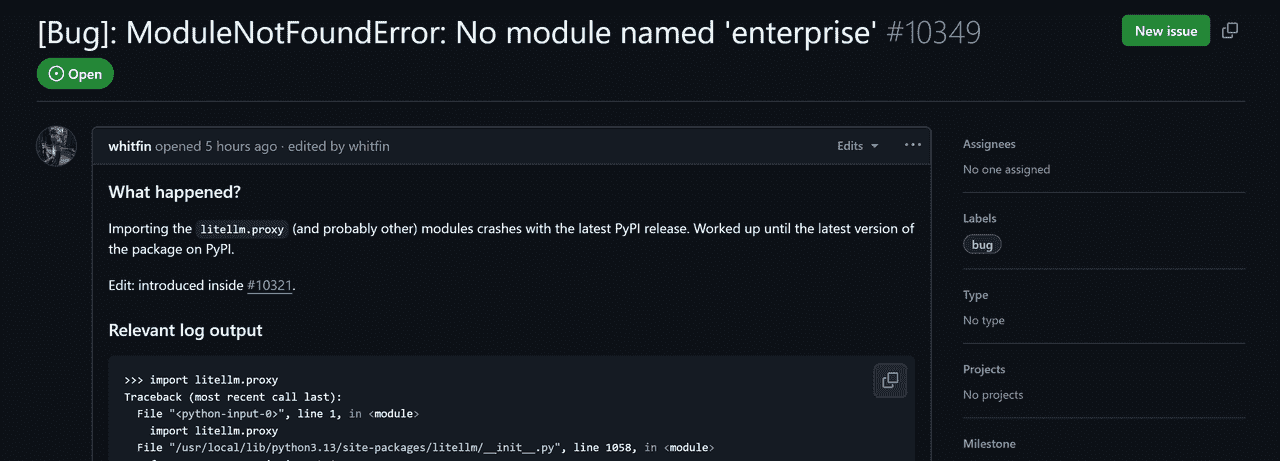 [Bug]: ModuleNotFoundError: No module named 'enterprise' #10349
New issue
Open
whitfin opened 5 hours ago · edited by whitfin
Edits
What happened?
Importing the litellm.proxy (and probably other) modules crashes with the latest PyPI release. Worked up until the latest version of
the package on PyPI.
Edit: introduced inside #10321.
Relevant log output
>>> import litellm.proxy
Traceback (most recent call last):
  File "<python-input-0>", line 1, in <module>
    import litellm.proxy
  File "/usr/local/lib/python3.13/site-packages/litellm/__init__.py", line 1058, in <module>
Assignees
No one assigned
Labels
bug
Type
No type
Projects
No projects
Milestone